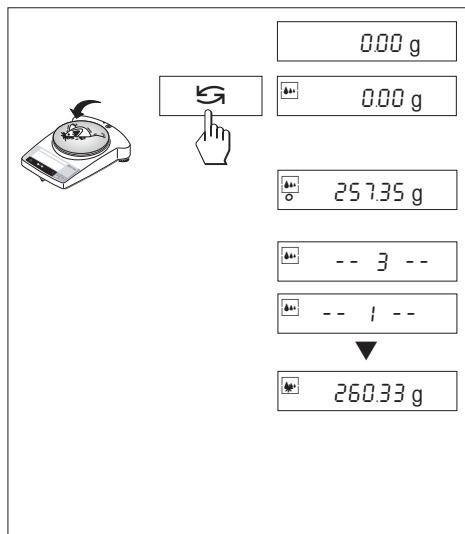 0.00 g
0.00 g
257.35 g
-- 3 --
-- 1 --
260.33 g